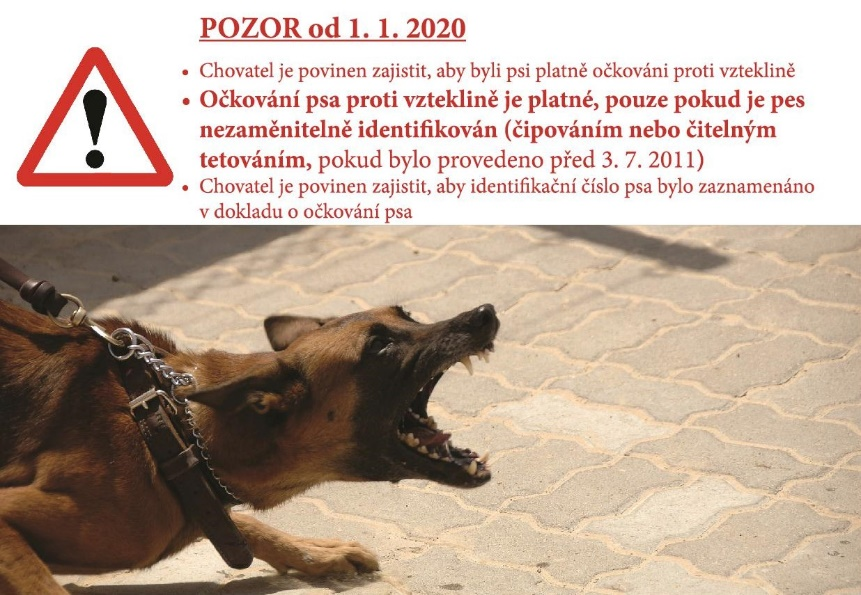 POZOR od 1. 1. 2020
• Chovatel je povinen zajistit, aby byli psi platně očkováni proti vzteklině
• Očkování psa proti vzteklině je platné, pouze pokud je pes
nezaměnitelně identifikován (čipováním nebo čitelným
tetováním, pokud bylo provedeno před 3. 7. 2011)
• Chovatel je povinen zajistit, aby identifikační číslo psa bylo zaznamenáno
v dokladu o očkování psa